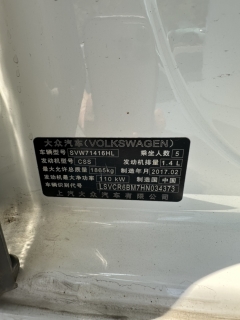 大众汽车(VOLKSWAGEN)
车辆型号 SVW71416HL 乘坐人数 5
发动机型号 CSS 发动机排量 1.4 L
最大允许总质量 1865kg 制造年月 2017.02
发动机最大净功率 110 kW 制造国 中国
车辆识别代号 LSVCR6BM7HN034373
上汽大众汽车有限公司